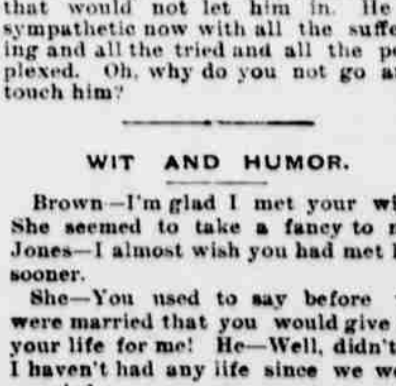 that would not let him in. He
sympathetic now with all the suffe
ing and all the tried and all the pe
plexed. Oh, why do you not go a
touch him?
WIT AND HUMOR.
Brown—I'm glad I met your wi
She seemed to take a fancy to
Jones—I almost wish you had met
sooner.
She—You used to say before
were married that you would give
your life for me! He—Well, didn't
I haven't had any life since we we